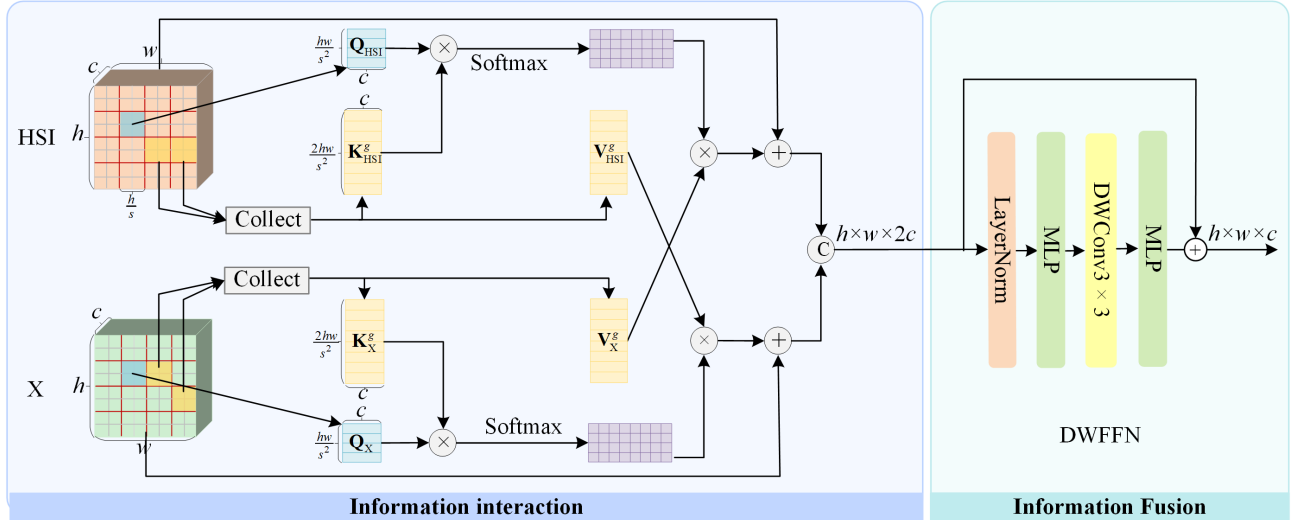 w
c
h
HSI
h/s
hw/s²
Q_HSI
c
Softmax
c
2hw/s²
K^g_HSI
V^g_HSI
Collect
×
×
+
C
h×w×2c
Collect
c
h
X
w
2hw/s²
K^g_X
c
V^g_X
×
+
c
hw/s²
Q_X
×
Softmax
Information interaction
LayerNorm
MLP
DWConv3×3
MLP
+
h×w×c
DWFFN
Information Fusion